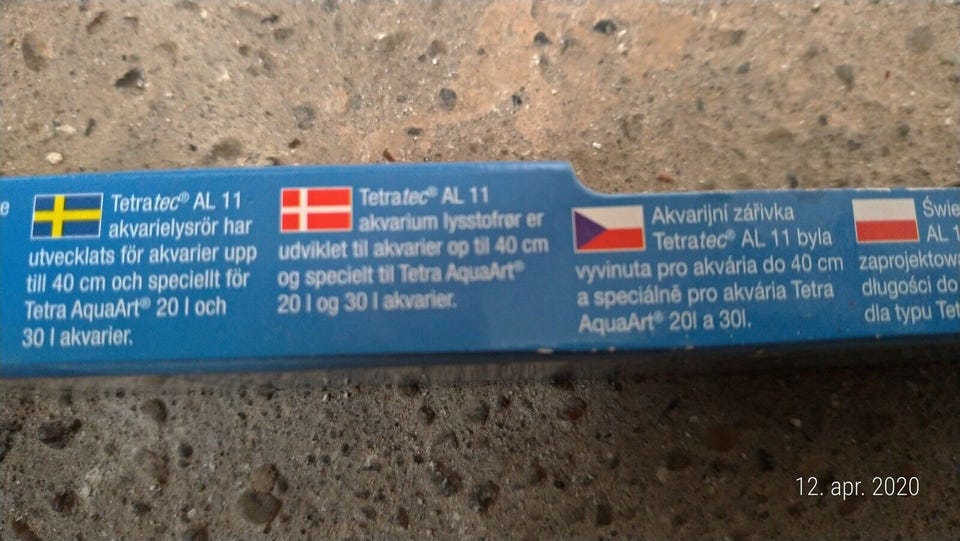 e
Tetratec® AL 11
akvarielysrör har
utvecklats för akvarier upp
till 40 cm och speciellt för
Tetra AquaArt® 20 l och
30 l akvarier.
Tetratec® AL 11
akvarium lysstofrør er
udviklet til akvarier op til 40 cm
og specielt til Tetra AquaArt®
20 l og 30 l akvarier.
Akvarijní zářivka
Tetratec® AL 11 byla
vyvinuta pro akvária do 40 cm
a speciálně pro akvária Tetra
AquaArt® 20l a 30l.
Świe
AL 1
zaprojektowa
długości do
dla typu Tet
12. apr. 2020